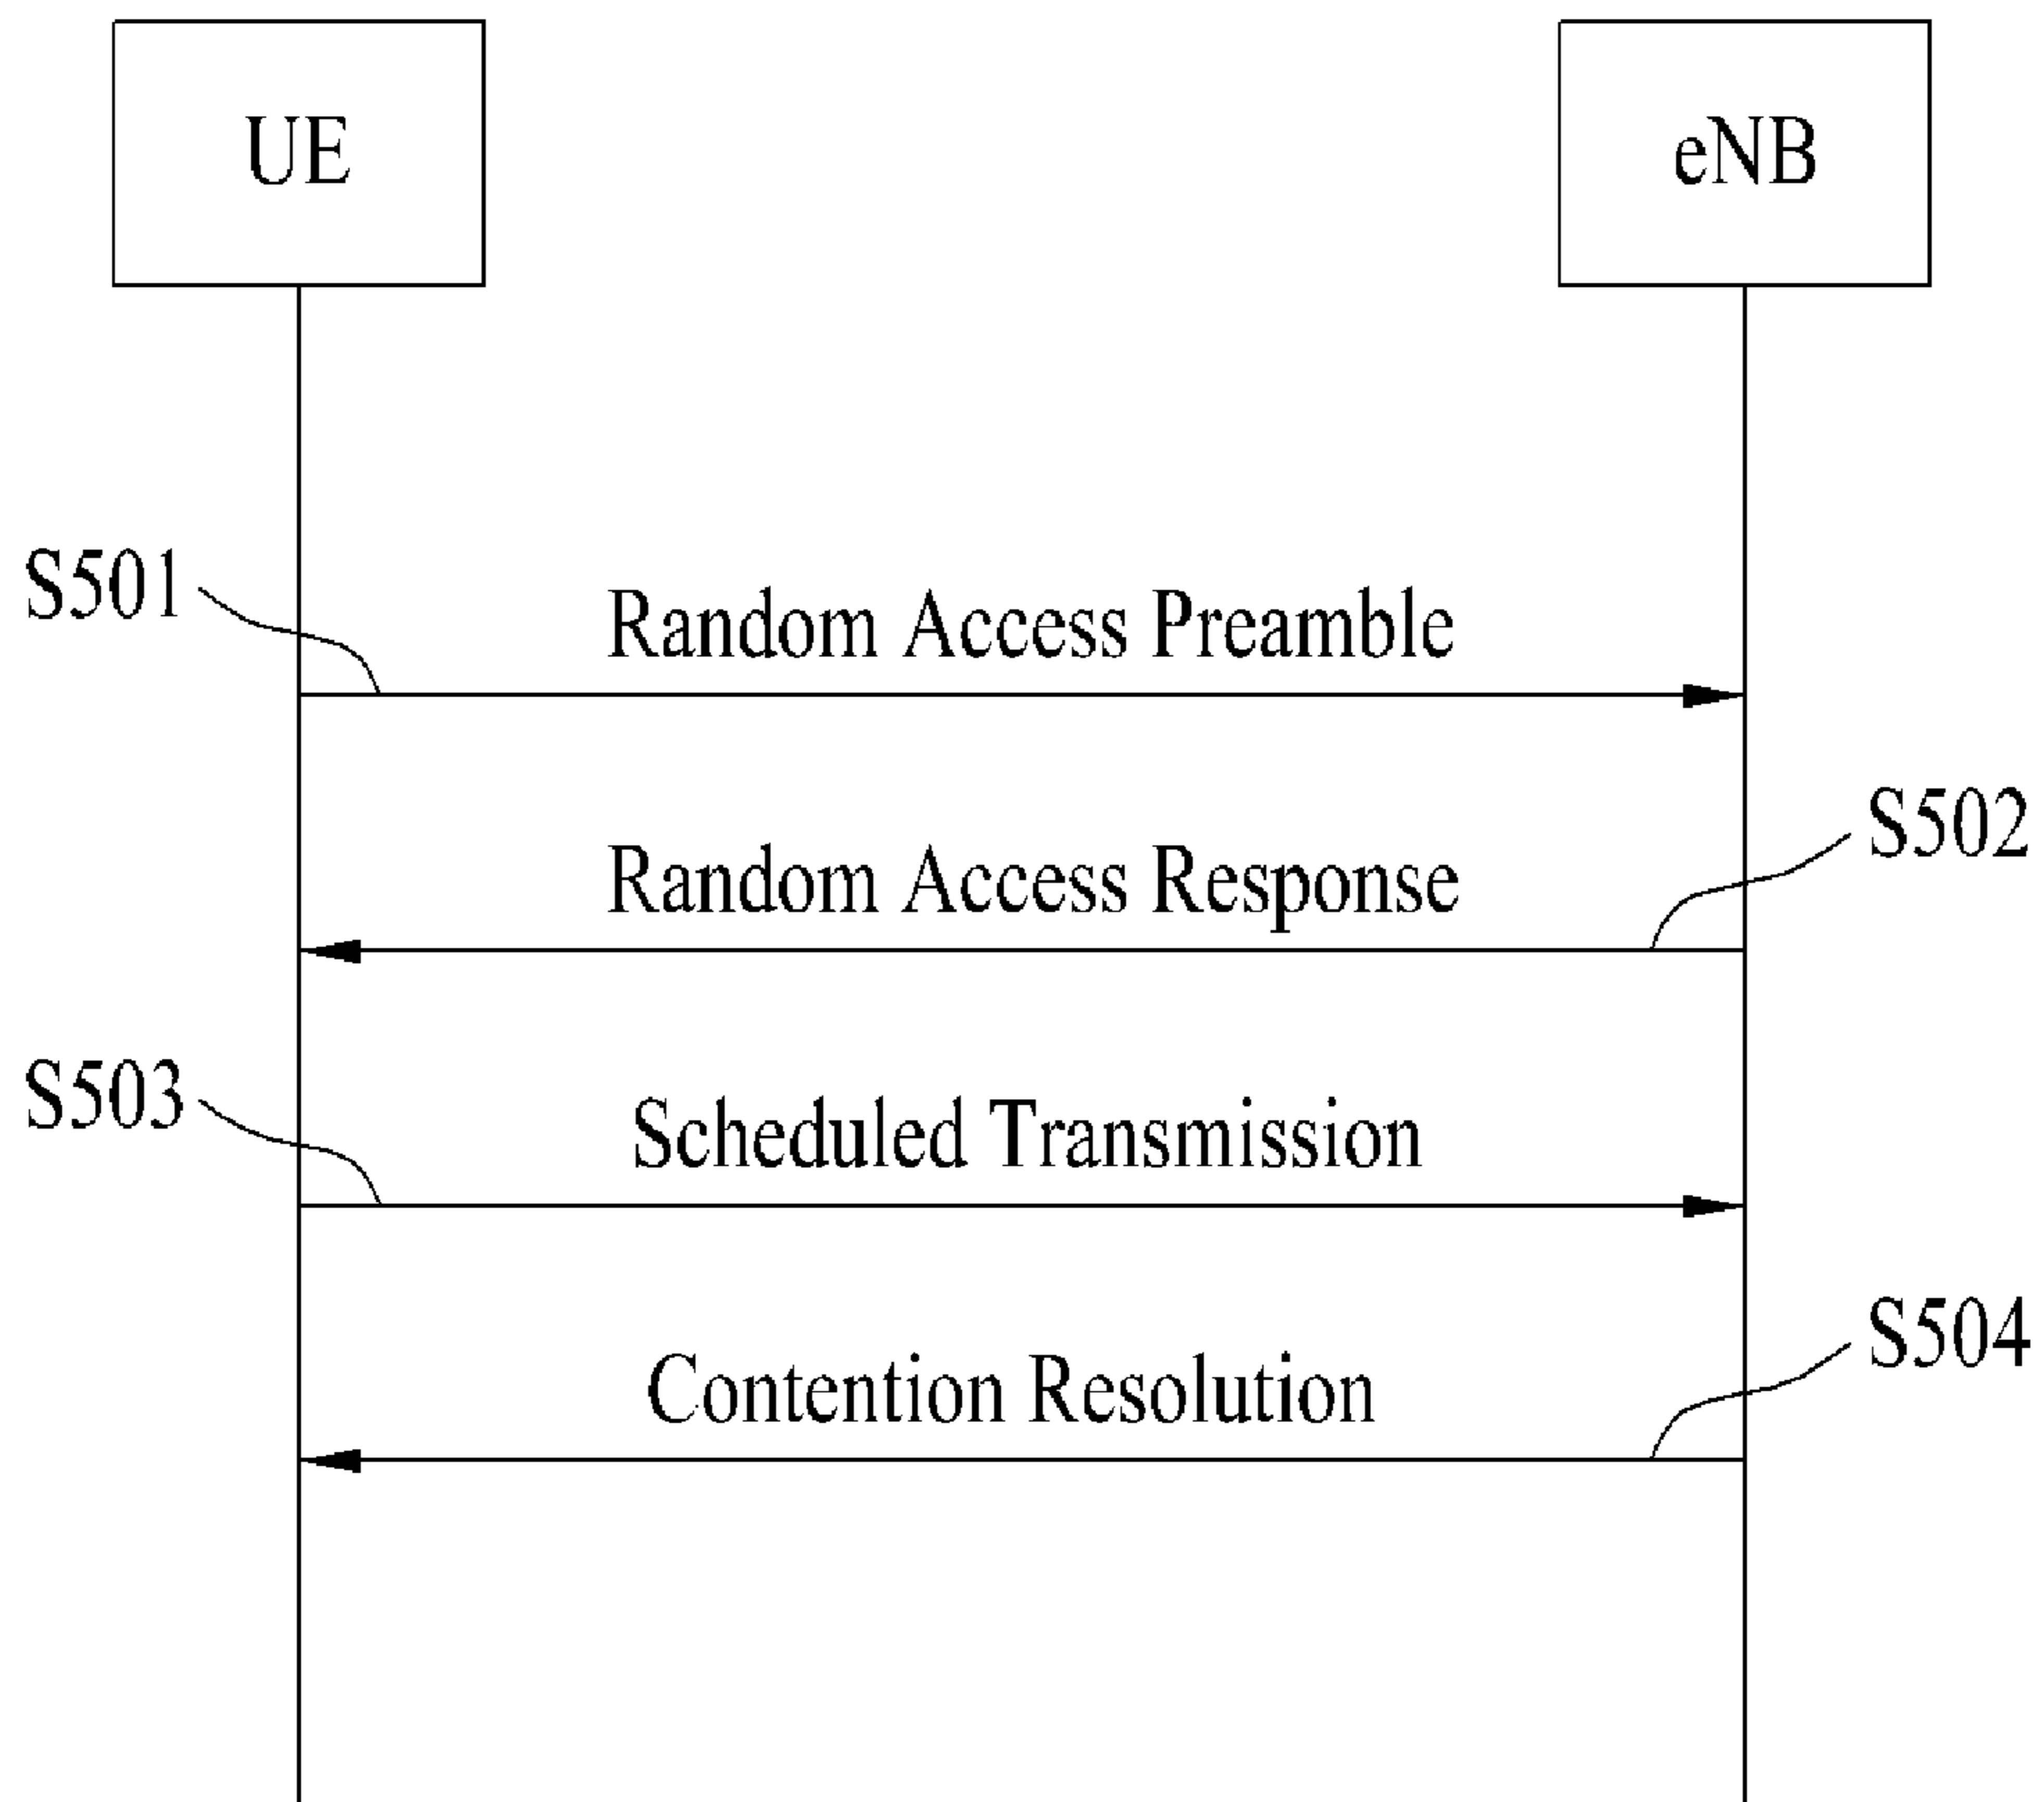 UE
eNB
S501
Random Access Preamble
S502
Random Access Response
S503
Scheduled Transmission
S504
Contention Resolution